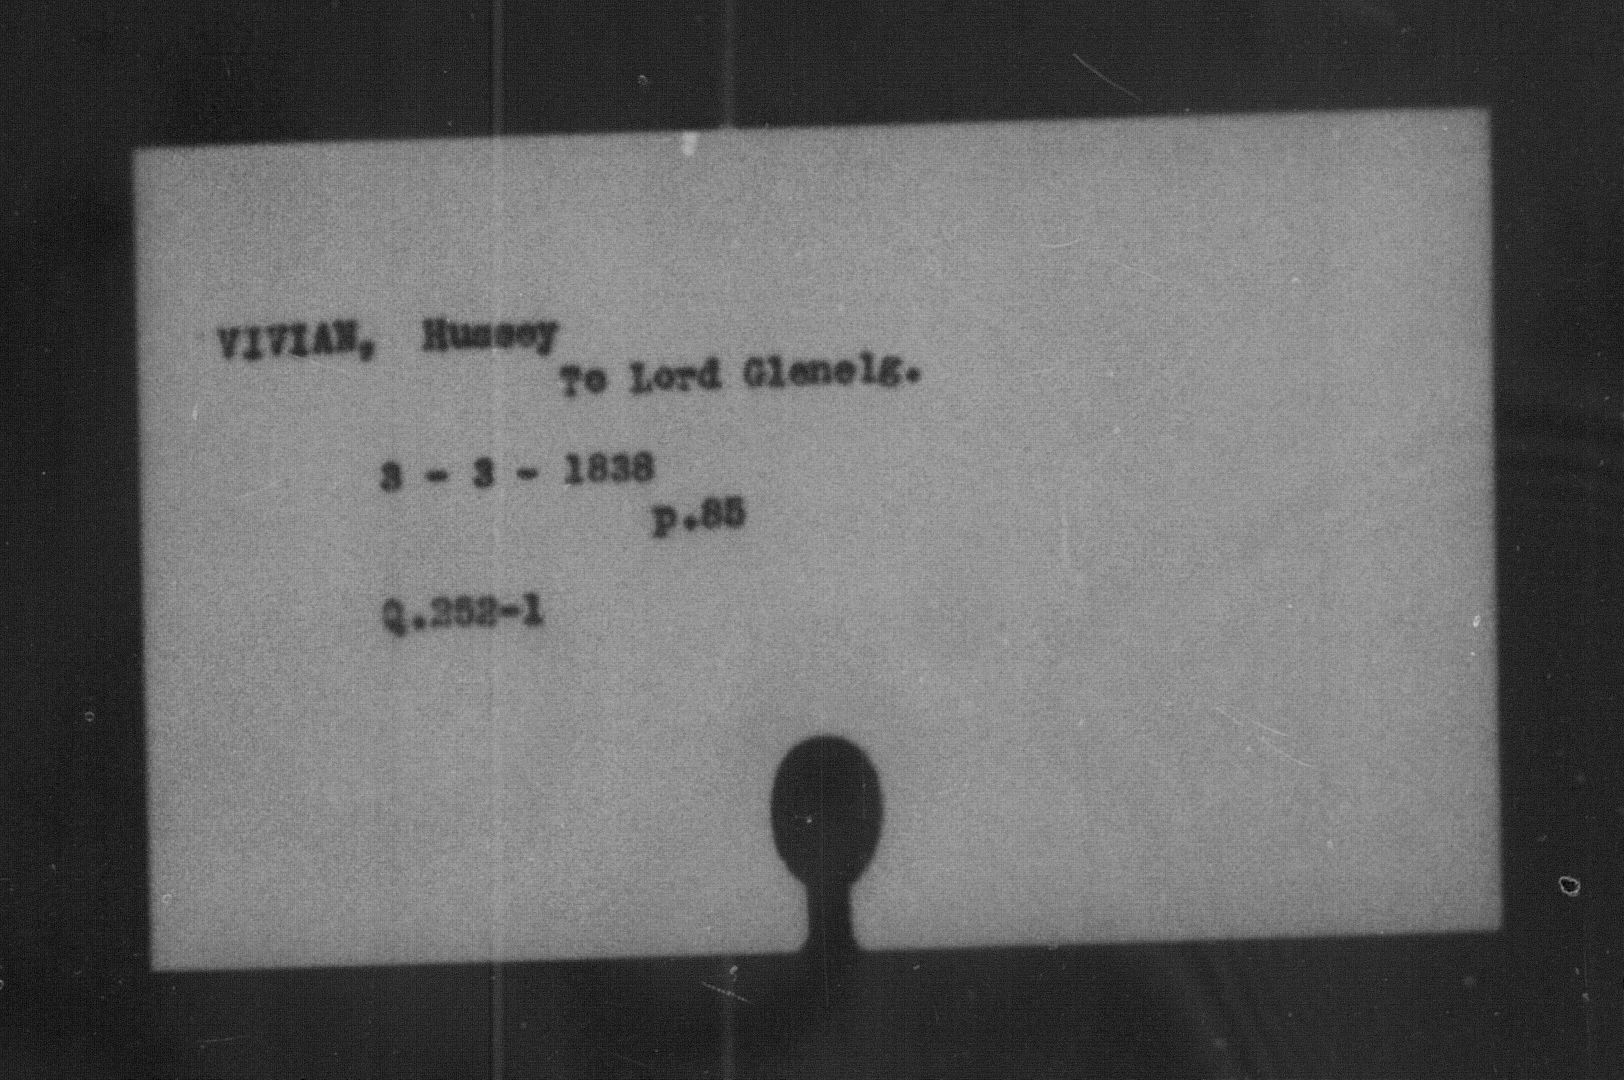 VIVIAN, Hussey
To Lord Glenelg.
3 - 3 - 1838
p.85
Q.252-1